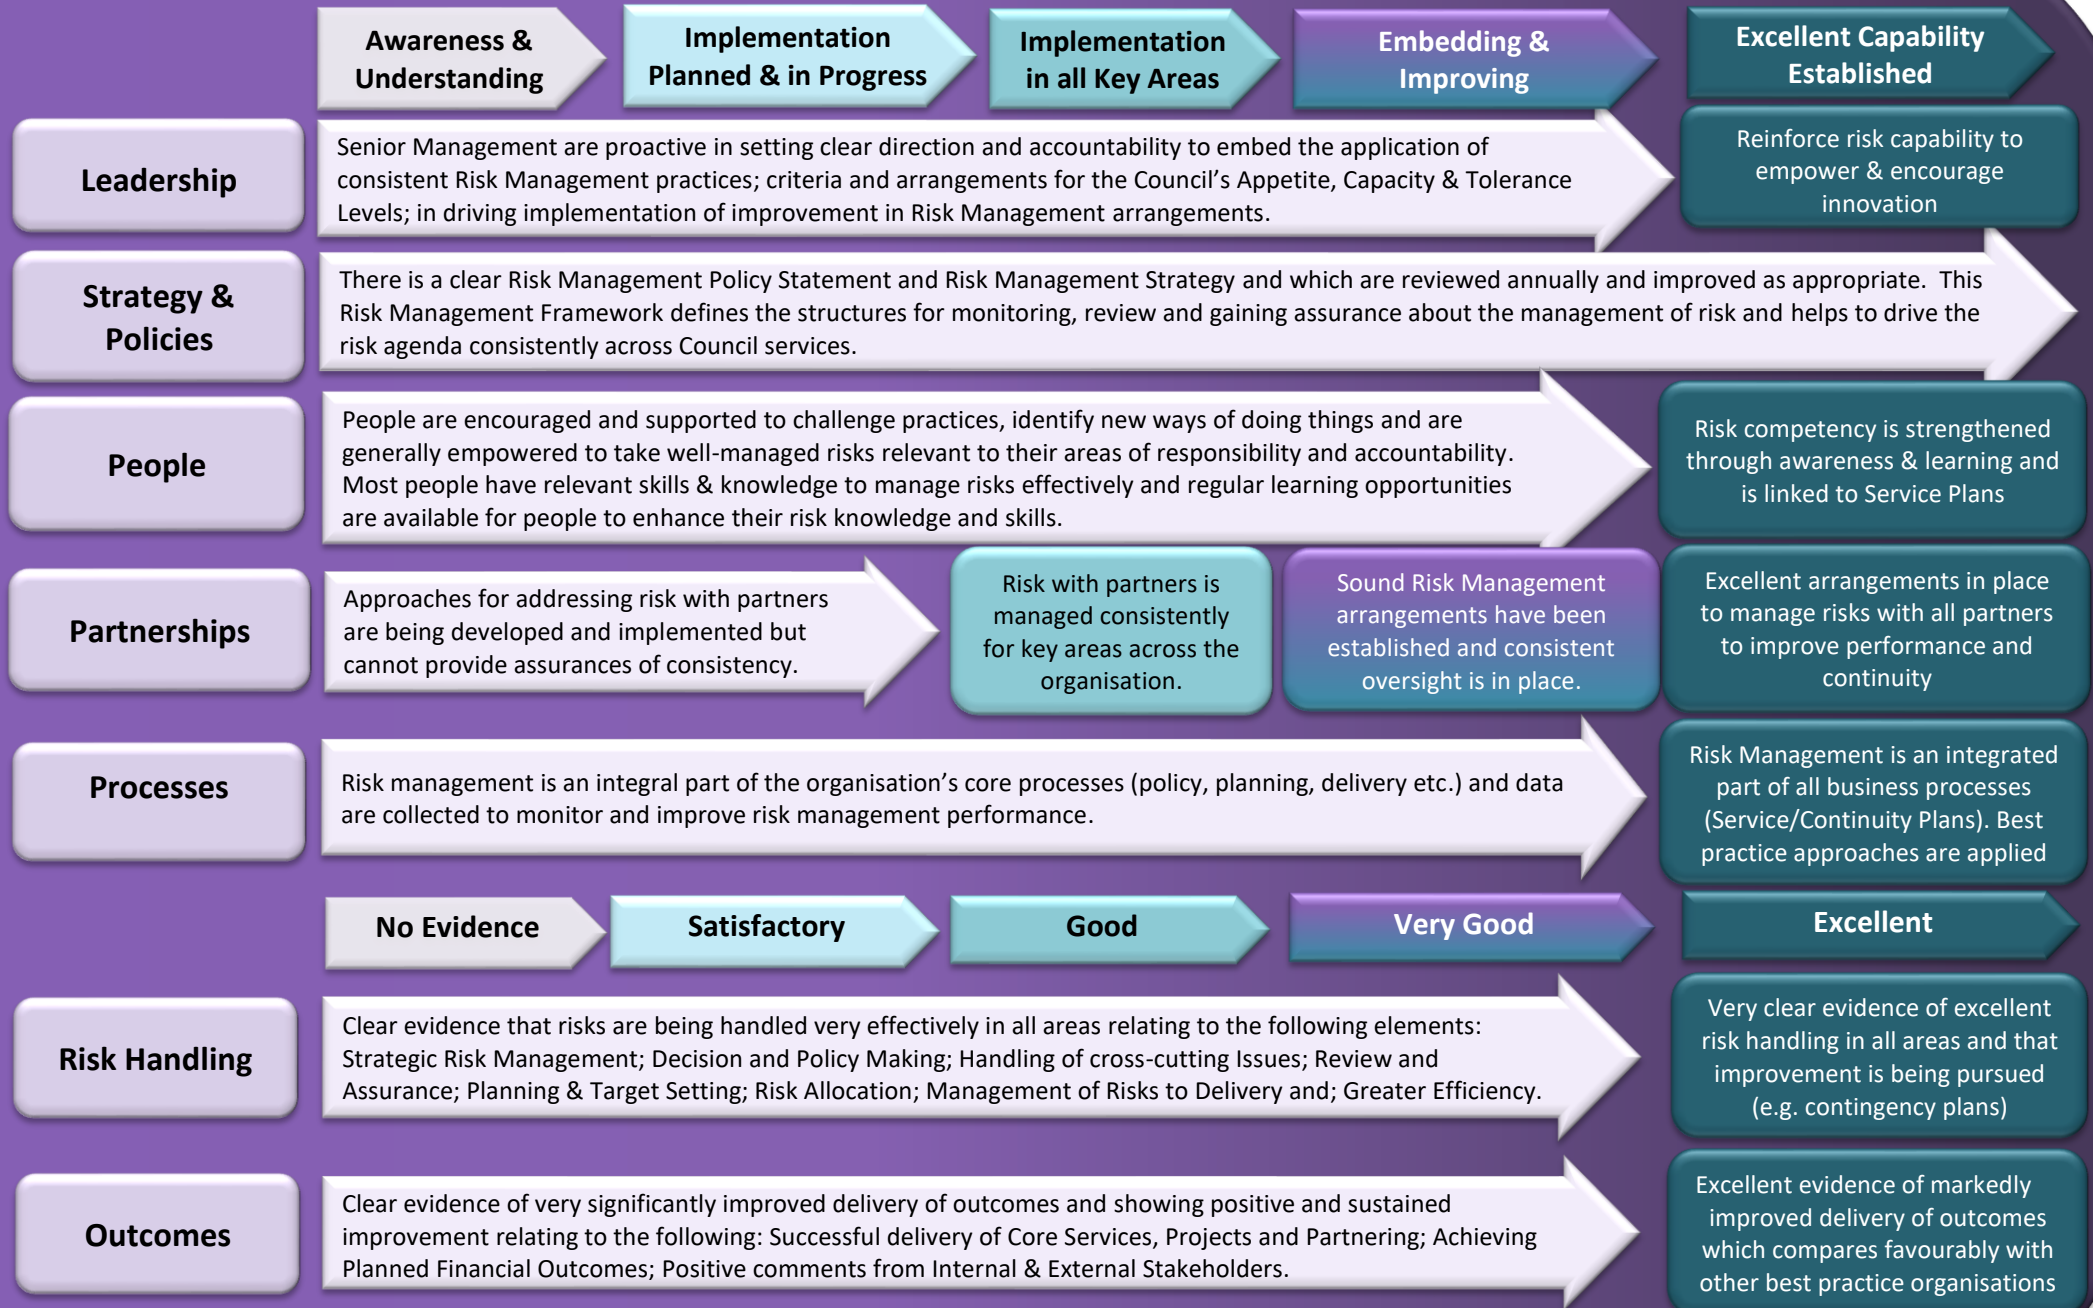 Awareness &
Understanding
Implementation
Planned & in Progress
Implementation
in all Key Areas
Embedding &
Improving
Excellent Capability
Established
Leadership
Senior Management are proactive in setting clear direction and accountability to embed the application of
consistent Risk Management practices; criteria and arrangements for the Council’s Appetite, Capacity & Tolerance
Levels; in driving implementation of improvement in Risk Management arrangements.
Reinforce risk capability to
empower & encourage
innovation
Strategy &
Policies
There is a clear Risk Management Policy Statement and Risk Management Strategy and which are reviewed annually and improved as appropriate. This
Risk Management Framework defines the structures for monitoring, review and gaining assurance about the management of risk and helps to drive the
risk agenda consistently across Council services.
People
People are encouraged and supported to challenge practices, identify new ways of doing things and are
generally empowered to take well-managed risks relevant to their areas of responsibility and accountability.
Most people have relevant skills & knowledge to manage risks effectively and regular learning opportunities
are available for people to enhance their risk knowledge and skills.
Risk competency is strengthened
through awareness & learning and
is linked to Service Plans
Partnerships
Approaches for addressing risk with partners
are being developed and implemented but
cannot provide assurances of consistency.
Risk with partners is
managed consistently
for key areas across the
organisation.
Sound Risk Management
arrangements have been
established and consistent
oversight is in place.
Excellent arrangements in place
to manage risks with all partners
to improve performance and
continuity
Processes
Risk management is an integral part of the organisation’s core processes (policy, planning, delivery etc.) and data
are collected to monitor and improve risk management performance.
Risk Management is an integrated
part of all business processes
(Service/Continuity Plans). Best
practice approaches are applied
No Evidence
Satisfactory
Good
Very Good
Excellent
Risk Handling
Clear evidence that risks are being handled very effectively in all areas relating to the following elements:
Strategic Risk Management; Decision and Policy Making; Handling of cross-cutting Issues; Review and
Assurance; Planning & Target Setting; Risk Allocation; Management of Risks to Delivery and; Greater Efficiency.
Very clear evidence of excellent
risk handling in all areas and that
improvement is being pursued
(e.g. contingency plans)
Outcomes
Clear evidence of very significantly improved delivery of outcomes and showing positive and sustained
improvement relating to the following: Successful delivery of Core Services, Projects and Partnering; Achieving
Planned Financial Outcomes; Positive comments from Internal & External Stakeholders.
Excellent evidence of markedly
improved delivery of outcomes
which compares favourably with
other best practice organisations